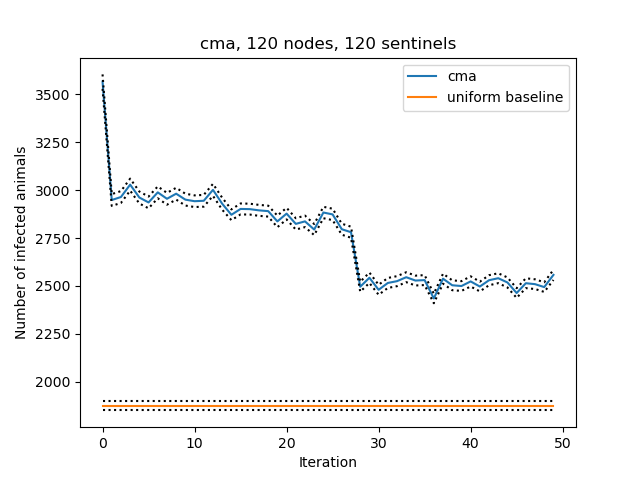 cma, 120 nodes, 120 sentinels
cma
uniform baseline
Number of infected animals
3500
3250
3000
2750
2500
2250
2000
0 10 20 30 40 50
Iteration